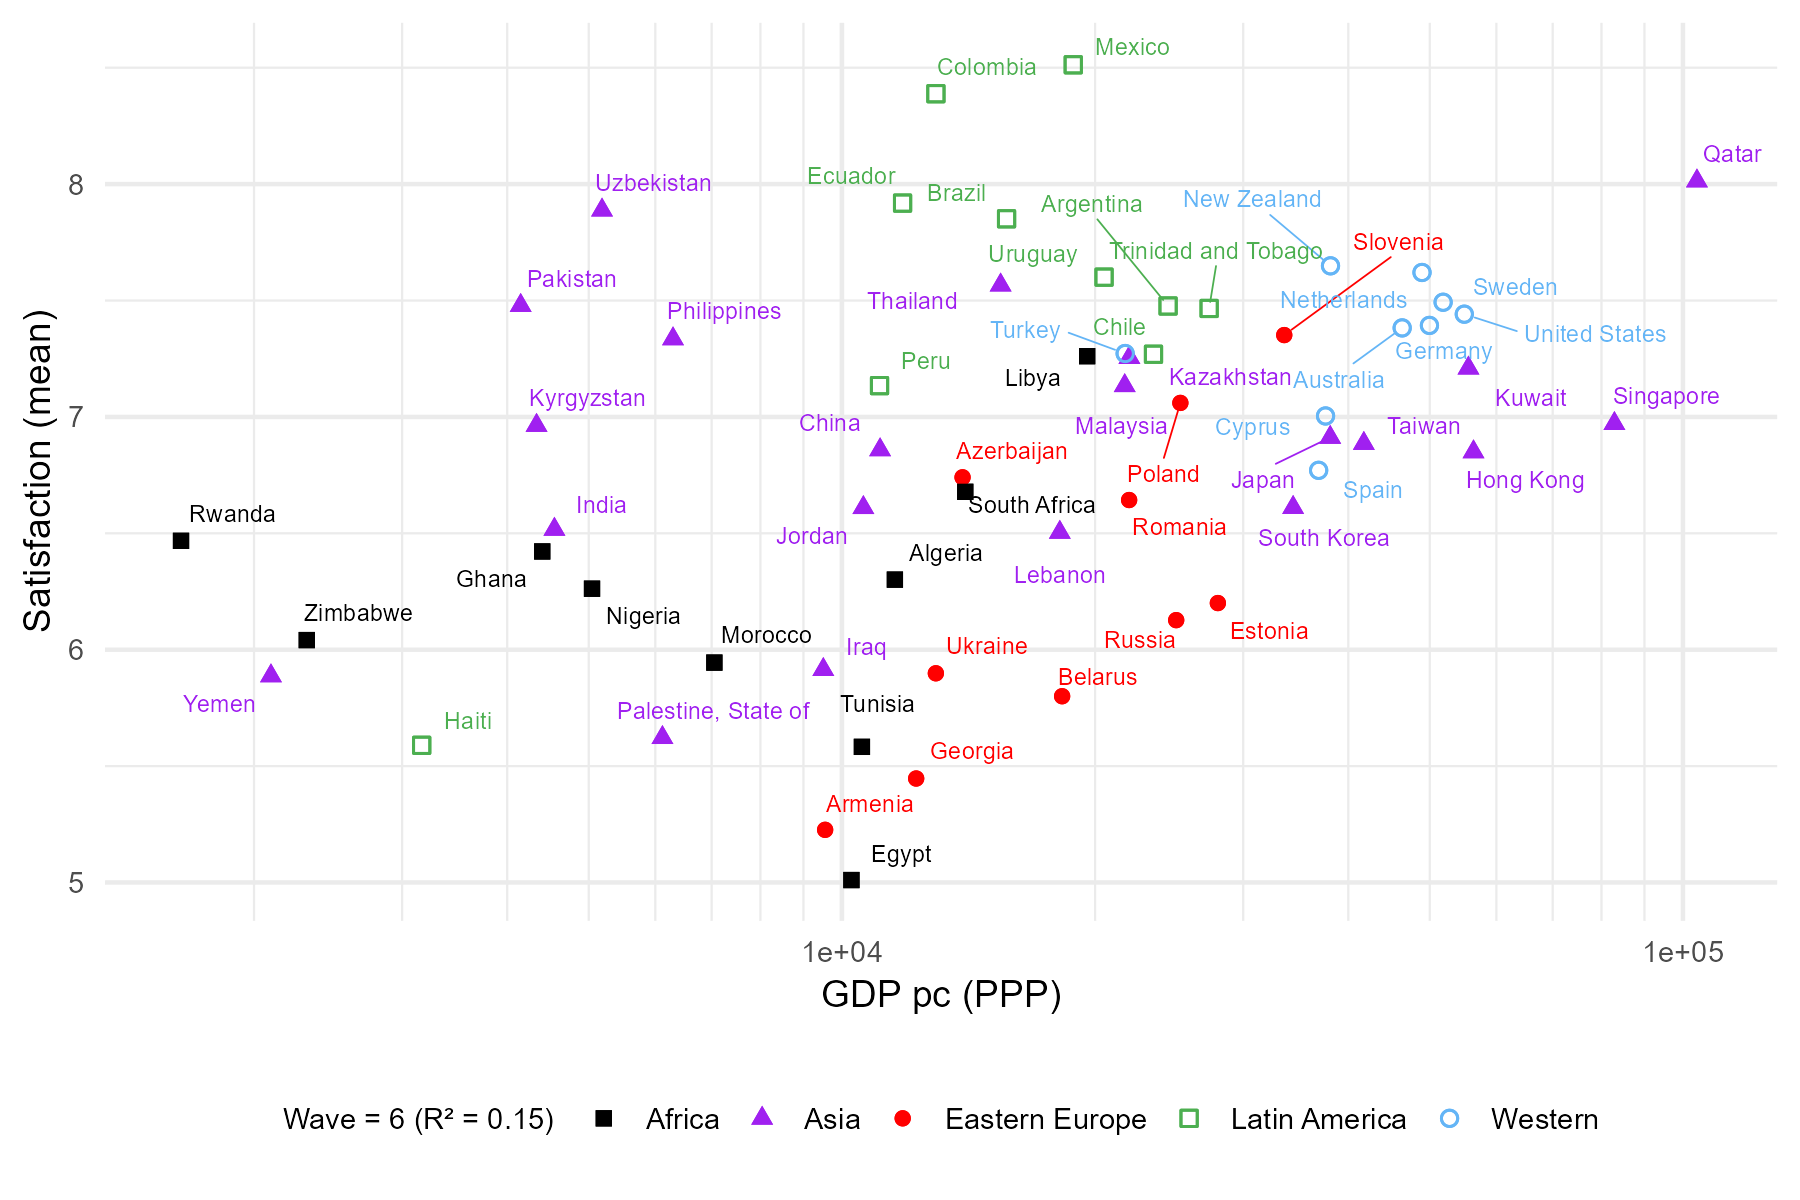 Mexico
Colombia
Qatar
Ecuador
Uzbekistan
Brazil
New Zealand
Argentina
Slovenia
Trinidad and Tobago
Uruguay
Pakistan
Sweden
Thailand
Netherlands
Philippines
Turkey
Chile
United States
Germany
Peru
Libya
Kazakhstan
Australia
Kyrgyzstan
Kuwait
Singapore
China
Malaysia
Cyprus
Taiwan
Azerbaijan
Poland
Japan
Hong Kong
Spain
India
South Africa
Rwanda
Romania
Jordan
South Korea
Algeria
Ghana
Lebanon
Zimbabwe
Nigeria
Morocco
Estonia
Russia
Iraq
Ukraine
Belarus
Yemen
Tunisia
Palestine, State of
Haiti
Georgia
Armenia
Egypt
8
7
6
5
Satisfaction (mean)
1e+04
1e+05
GDP pc (PPP)
Wave = 6 (R² = 0.15) Africa Asia Eastern Europe Latin America Western